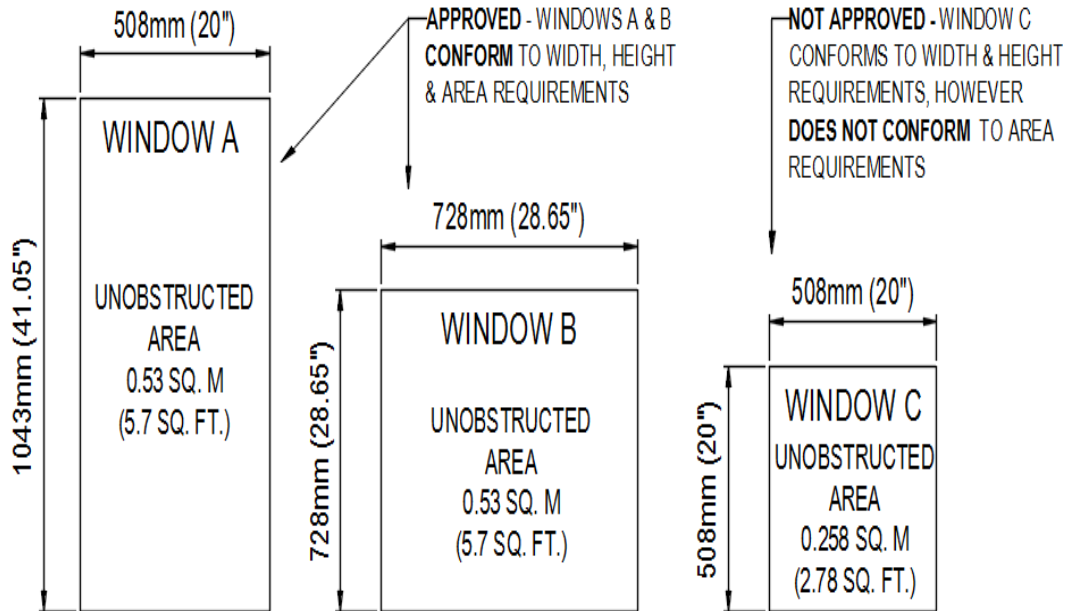 508mm (20")
1043mm (41.05")
WINDOW A
UNOBSTRUCTED
AREA
0.53 SQ. M
(5.7 SQ. FT.)
APPROVED - WINDOWS A & B
CONFORM TO WIDTH, HEIGHT
& AREA REQUIREMENTS
728mm (28.65")
728mm (28.65")
WINDOW B
UNOBSTRUCTED
AREA
0.53 SQ. M
(5.7 SQ. FT.)
NOT APPROVED - WINDOW C
CONFORMS TO WIDTH & HEIGHT
REQUIREMENTS, HOWEVER
DOES NOT CONFORM TO AREA
REQUIREMENTS
508mm (20")
508mm (20")
WINDOW C
UNOBSTRUCTED
AREA
0.258 SQ. M
(2.78 SQ. FT.)